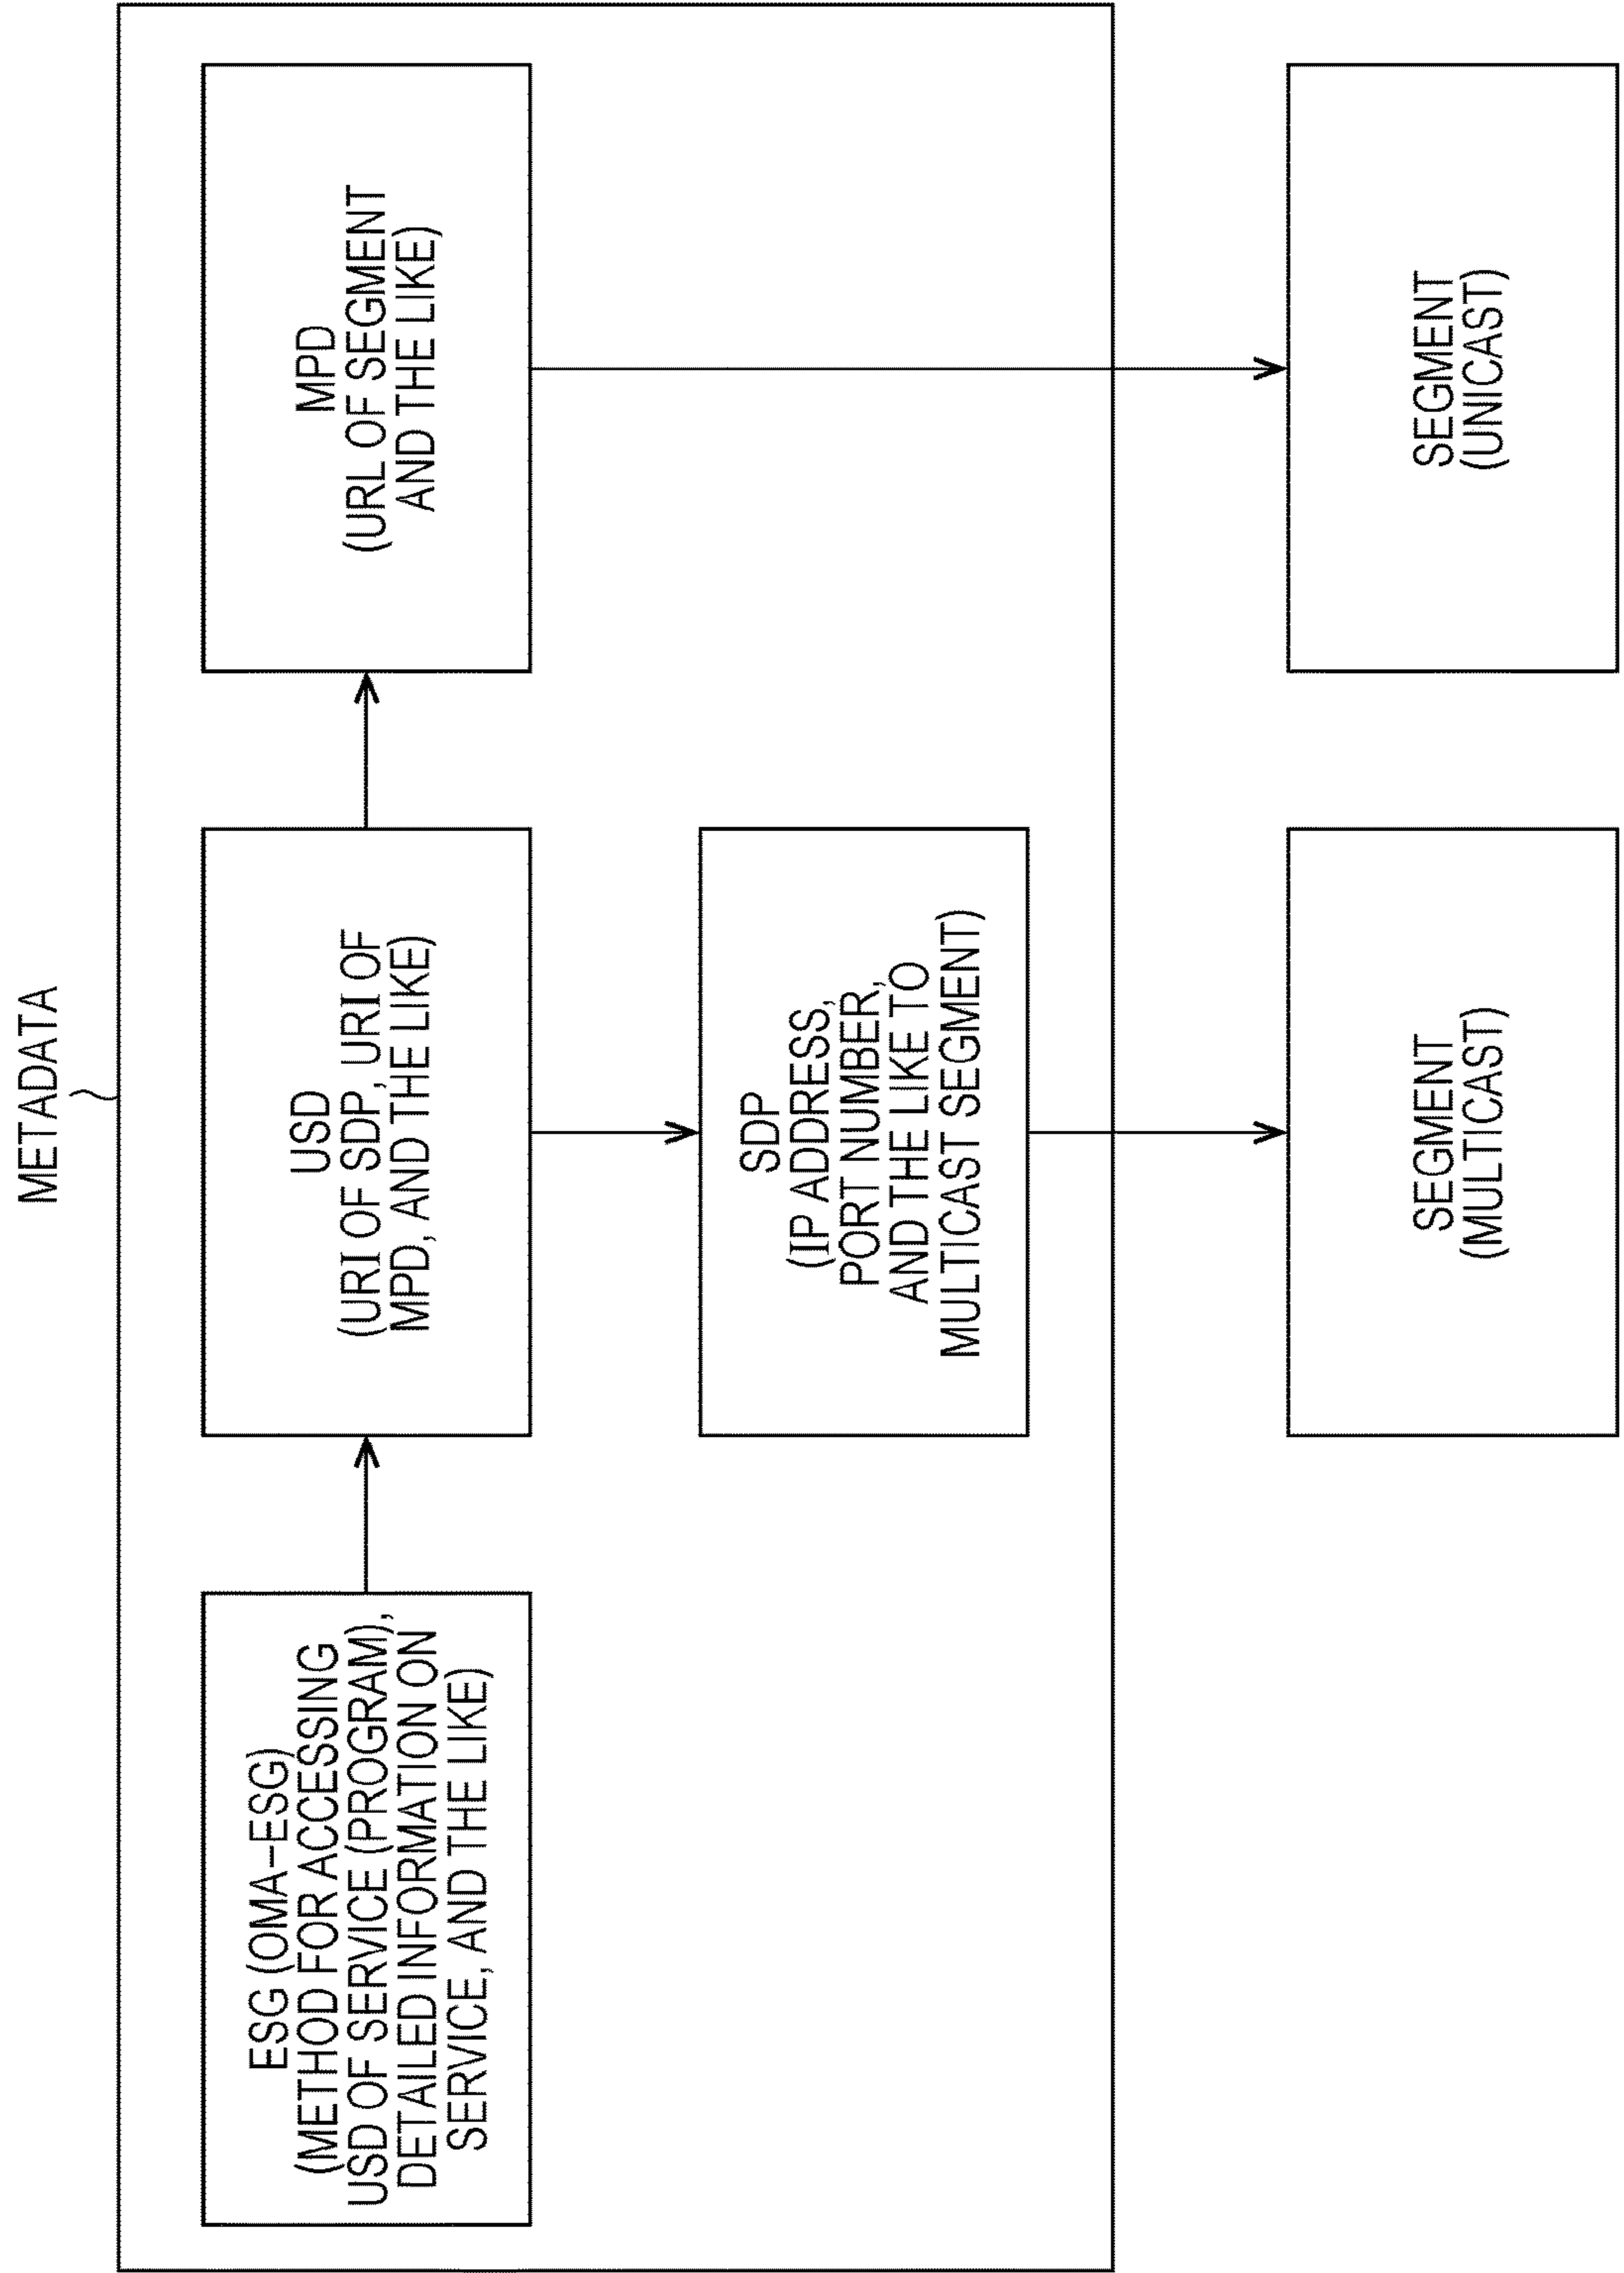 METADATA
ESG (OMA-ESG)
(METHOD FOR ACCESSING
USD OF SERVICE (PROGRAM),
DETAILED INFORMATION ON
SERVICE, AND THE LIKE)
USD
(URI OF SDP, URI OF
MPD, AND THE LIKE)
MPD
(URL OF SEGMENT
AND THE LIKE)
SDP
(IP ADDRESS,
PORT NUMBER,
AND THE LIKE TO
MULTICAST SEGMENT)
SEGMENT
(MULTICAST)
SEGMENT
(UNICAST)